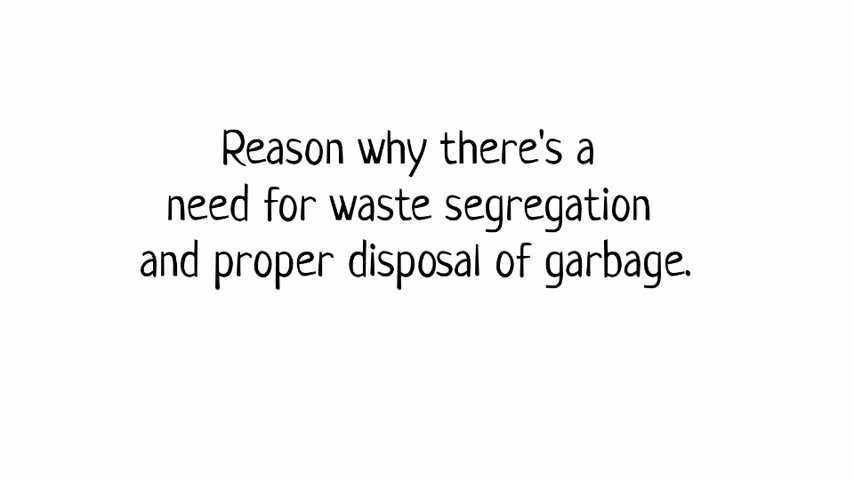 Reason why there's a
need for waste segregation
and proper disposal of garbage.